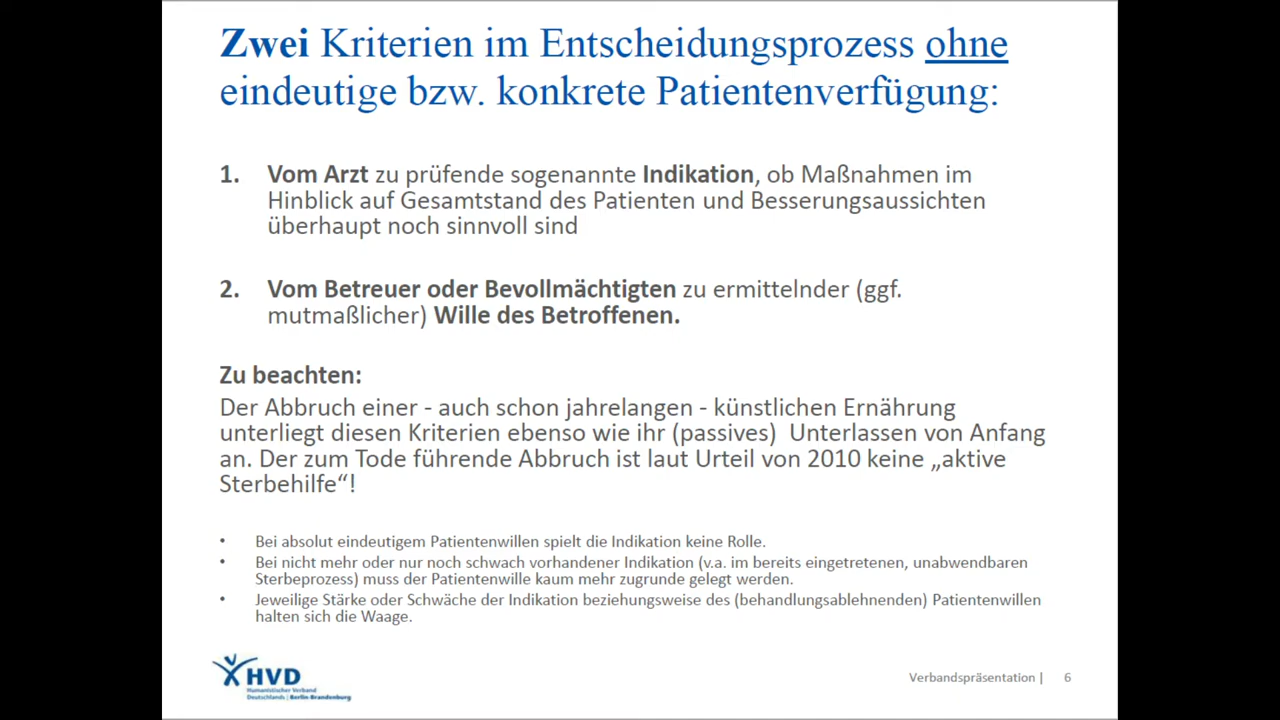 Zwei Kriterien im Entscheidungsprozess ohne
eindeutige bzw. konkrete Patientenverfügung:
1. Vom Arzt zu prüfende sogenannte Indikation, ob Maßnahmen im
Hinblick auf Gesamtstand des Patienten und Besserungsaussichten
überhaupt noch sinnvoll sind
2. Vom Betreuer oder Bevollmächtigten zu ermittelnder (ggf.
mutmaßlicher) Wille des Betroffenen.
Zu beachten:
Der Abbruch einer - auch schon jahrelangen - künstlichen Ernährung
unterliegt diesen Kriterien ebenso wie ihr (passives)  Unterlassen von Anfang
an. Der zum Tode führende Abbruch ist laut Urteil von 2010 keine „aktive
Sterbehilfe“!
• Bei absolut eindeutigem Patientenwillen spielt die Indikation keine Rolle.
• Bei nicht mehr oder nur noch schwach vorhandener Indikation (v.a. im bereits eingetretenen, unabwendbaren
Sterbeprozess) muss der Patientenwille kaum mehr zugrunde gelegt werden.
• Jeweilige Stärke oder Schwäche der Indikation beziehungsweise des (behandlungsablehnenden) Patientenwillen
halten sich die Waage.
HVD
Humanistischer Verband
Deutschlands | Berlin-Brandenburg
Verbandspräsentation | 6